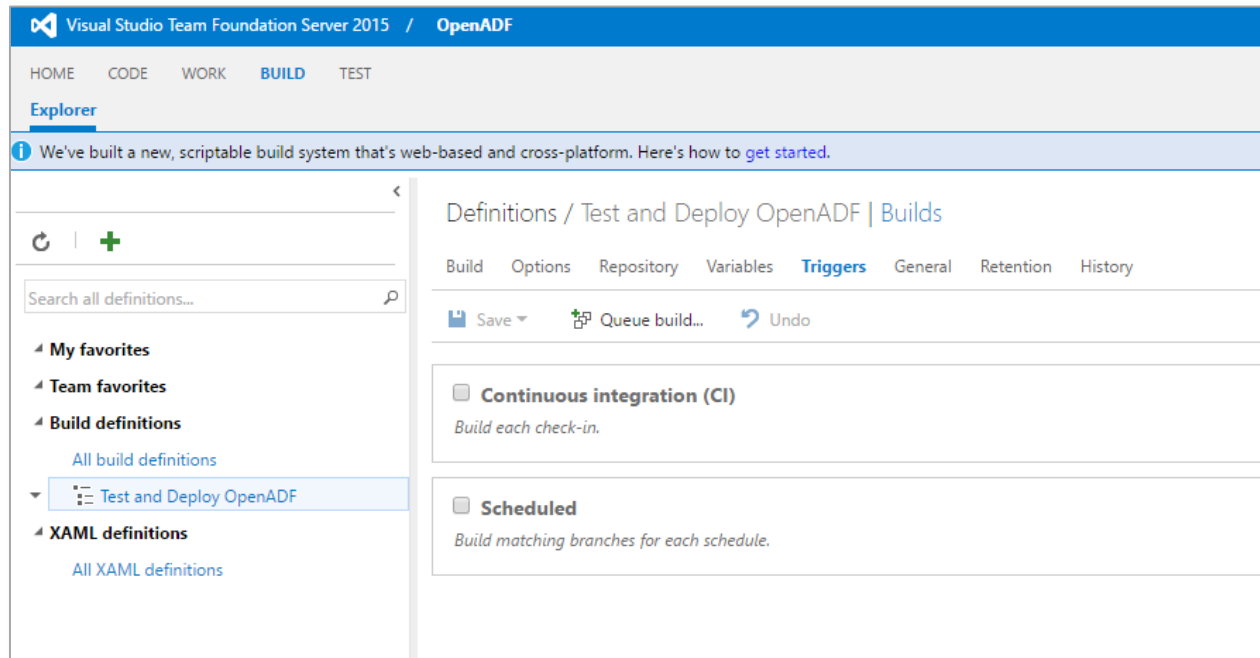 Visual Studio Team Foundation Server 2015 / OpenADF
HOME CODE WORK BUILD TEST
Explorer
We've built a new, scriptable build system that's web-based and cross-platform. Here's how to get started.
Search all definitions...
My favorites
Team favorites
Build definitions
All build definitions
Test and Deploy OpenADF
XAML definitions
All XAML definitions
Definitions / Test and Deploy OpenADF | Builds
Build Options Repository Variables Triggers General Retention History
Save Queue build... Undo
Continuous integration (CI)
Build each check-in.
Scheduled
Build matching branches for each schedule.